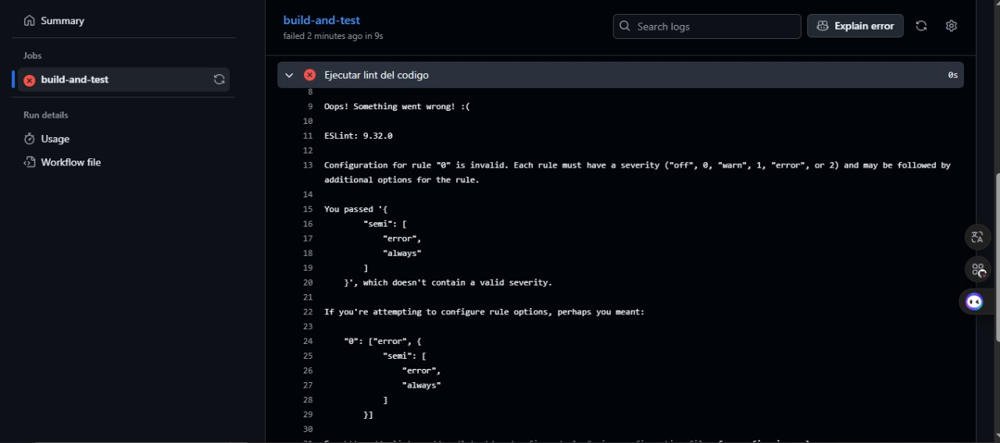 Summary
Jobs
build-and-test
Run details
Usage
Workflow file
build-and-test
failed 2 minutes ago in 9s
Search logs
Explain error
Ejecutar lint del codigo
0s
8
9 Oops! Something went wrong! :(
10
11 ESLint: 9.32.0
12
13 Configuration for rule "0" is invalid. Each rule must have a severity ("off", 0, "warn", 1, "error", or 2) and may be followed by
additional options for the rule.
14
15 You passed '{
16 "semi": [
17 "error",
18 "always"
19 ]
20 }', which doesn't contain a valid severity.
21
22 If you're attempting to configure rule options, perhaps you meant:
23
24 "0": ["error", {
25 "semi": [
26 "error",
27 "always"
28 ]
29 }]
30